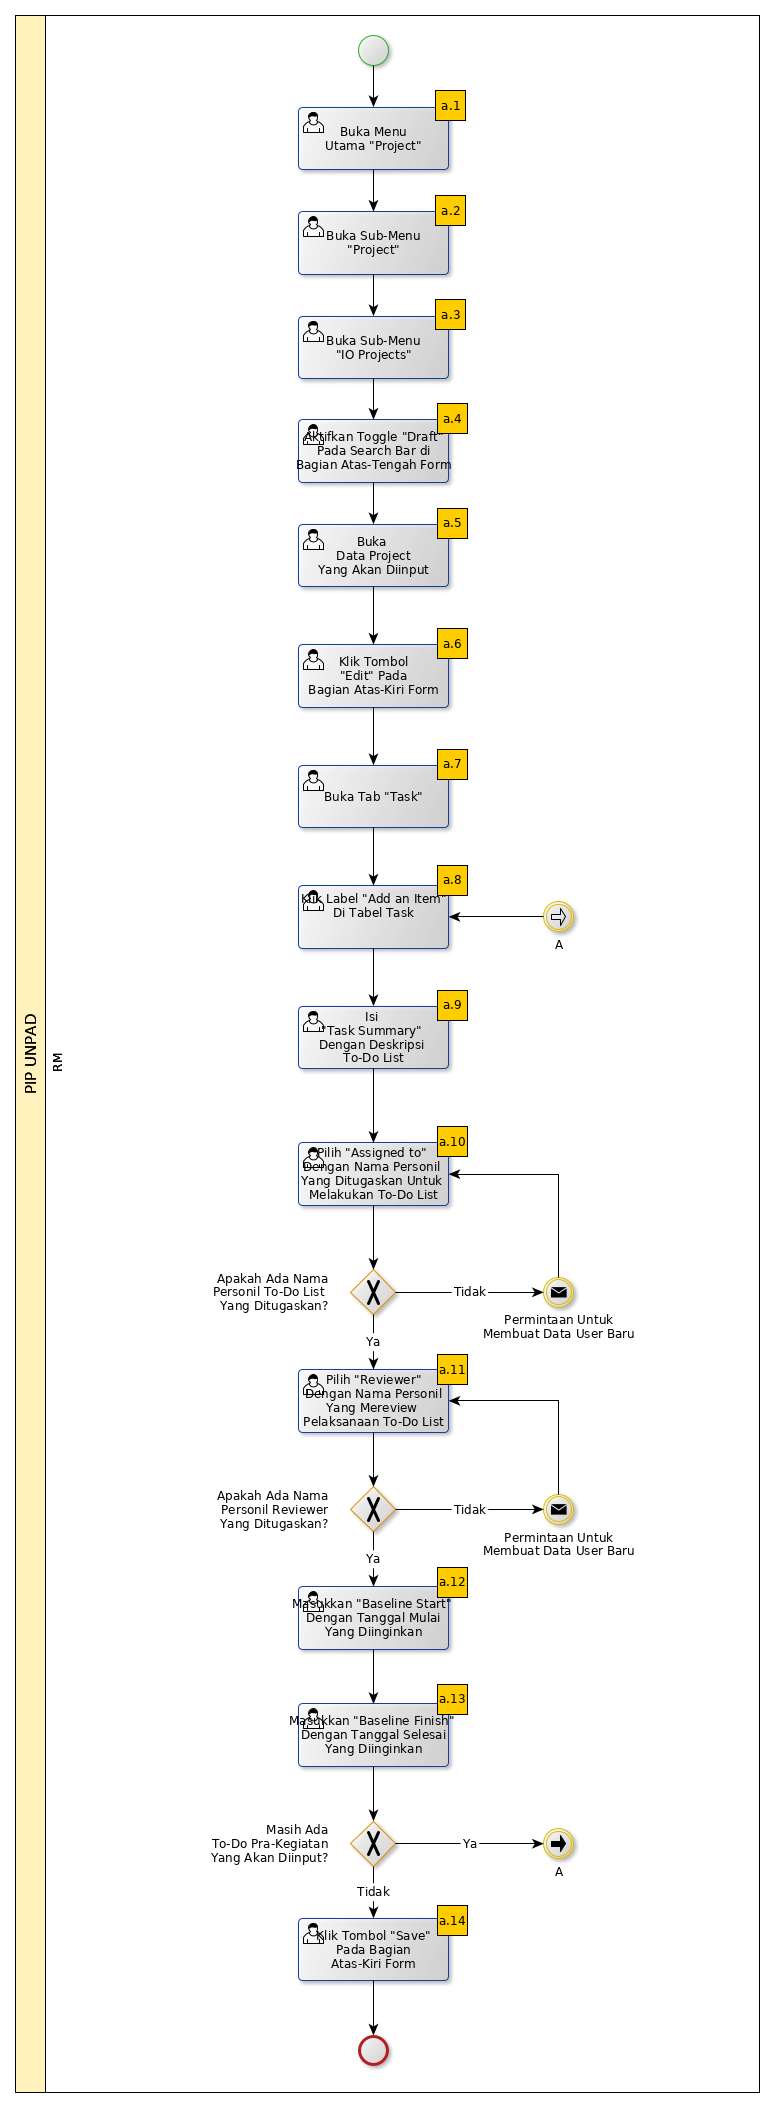 PIP UNPAD
RM
a.1
Buka Menu
Utama "Project"
a.2
Buka Sub-Menu
"Project"
a.3
Buka Sub-Menu
"IO Projects"
a.4
Aktifkan Toggle "Draft"
Pada Search Bar di
Bagian Atas-Tengah Form
a.5
Buka
Data Project
Yang Akan Diinput
a.6
Klik Tombol
"Edit" Pada
Bagian Atas-Kiri Form
a.7
Buka Tab "Task"
a.8
Klik Label "Add an Item"
Di Tabel Task
A
a.9
Isi
"Task Summary"
Dengan Deskripsi
To-Do List
a.10
Pilih "Assigned to"
Dengan Nama Personil
Yang Ditugaskan Untuk
Melakukan To-Do List
Apakah Ada Nama
Personil To-Do List
Yang Ditugaskan?
Tidak
Permintaan Untuk
Membuat Data User Baru
Ya
a.11
Pilih "Reviewer"
Dengan Nama Personil
Yang Mereview
Pelaksanaan To-Do List
Apakah Ada Nama
Personil Reviewer
Yang Ditugaskan?
Tidak
Permintaan Untuk
Membuat Data User Baru
Ya
a.12
Masukkan "Baseline Start"
Dengan Tanggal Mulai
Yang Diinginkan
a.13
Masukkan "Baseline Finish"
Dengan Tanggal Selesai
Yang Diinginkan
Masih Ada
To-Do Pra-Kegiatan
Yang Akan Diinput?
Ya
A
Tidak
a.14
Klik Tombol "Save"
Pada Bagian
Atas-Kiri Form